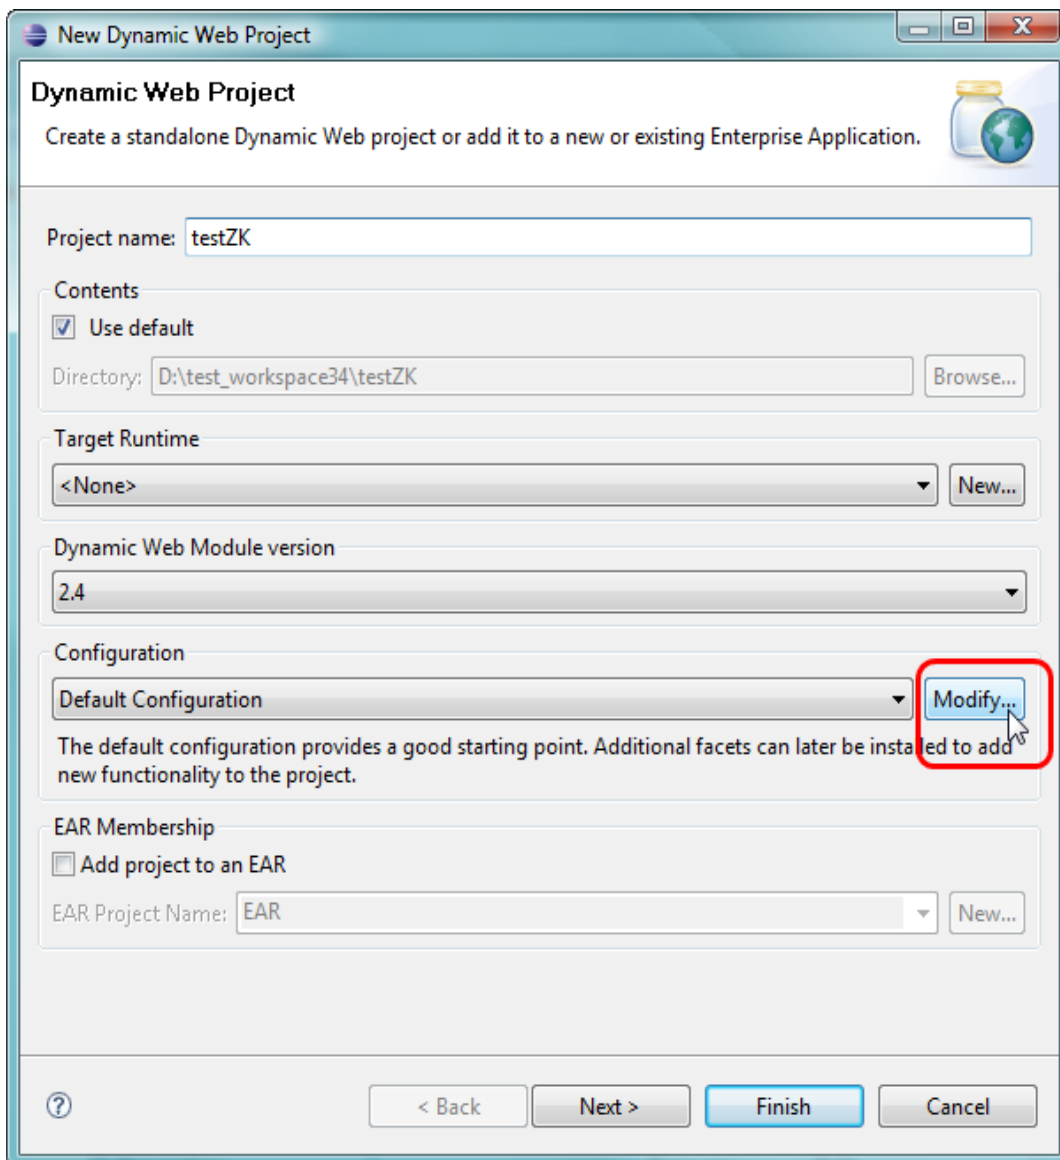 New Dynamic Web Project
Dynamic Web Project
Create a standalone Dynamic Web project or add it to a new or existing Enterprise Application.
Project name: testZK
Contents
Use default
Directory: D:\test_workspace34\testZK Browse...
Target Runtime
<None> New...
Dynamic Web Module version
2.4
Configuration
Default Configuration Modify...
The default configuration provides a good starting point. Additional facets can later be installed to add
new functionality to the project.
EAR Membership
Add project to an EAR
EAR Project Name: EAR New...
< Back Next > Finish Cancel